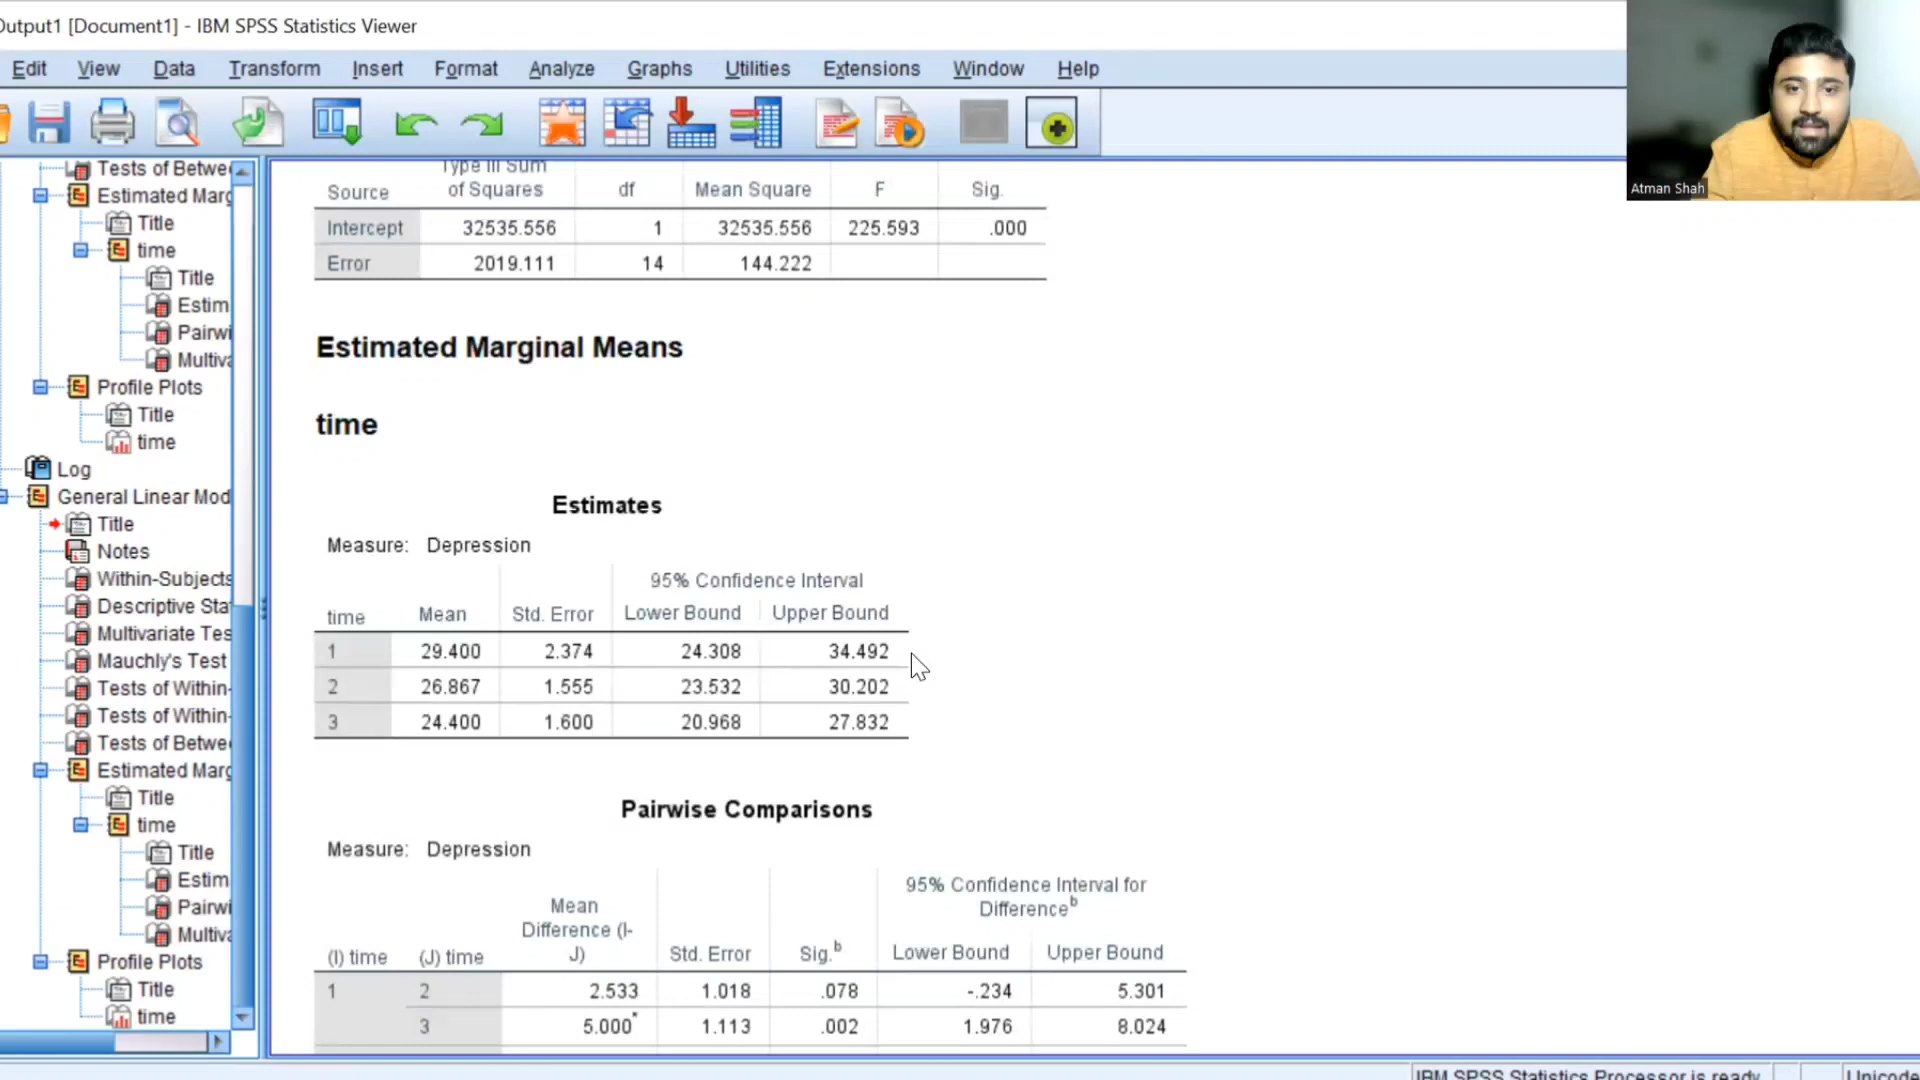 Output1 [Document1] - IBM SPSS Statistics Viewer
Edit View Data Transform Insert Format Analyze Graphs Utilities Extensions Window Help
Atman Shah
Tests of Betwe
Estimated Marg
Title
time
Title
Estim
Pairwi
Multiva
Profile Plots
Title
time
Log
General Linear Mod
Title
Notes
Within-Subjects
Descriptive Sta
Multivariate Tes
Mauchly's Test
Tests of Within-
Tests of Within-
Tests of Betwe
Estimated Marg
Title
time
Title
Estim
Pairwi
Multiva
Profile Plots
Title
time
Type III Sum
Source of Squares df Mean Square F Sig.
Intercept 32535.556 1 32535.556 225.593 .000
Error 2019.111 14 144.222
Estimated Marginal Means
time
Estimates
Measure: Depression
95% Confidence Interval
time Mean Std. Error Lower Bound Upper Bound
1 29.400 2.374 24.308 34.492
2 26.867 1.555 23.532 30.202
3 24.400 1.600 20.968 27.832
Pairwise Comparisons
Measure: Depression
95% Confidence Interval for
Mean Difference b
Difference (I-
(I) time (J) time J) Std. Error Sig. b Lower Bound Upper Bound
1 2 2.533 1.018 .078 -.234 5.301
3 5.000* 1.113 .002 1.976 8.024
IBM SPSS Statistics Processor is ready Unicode